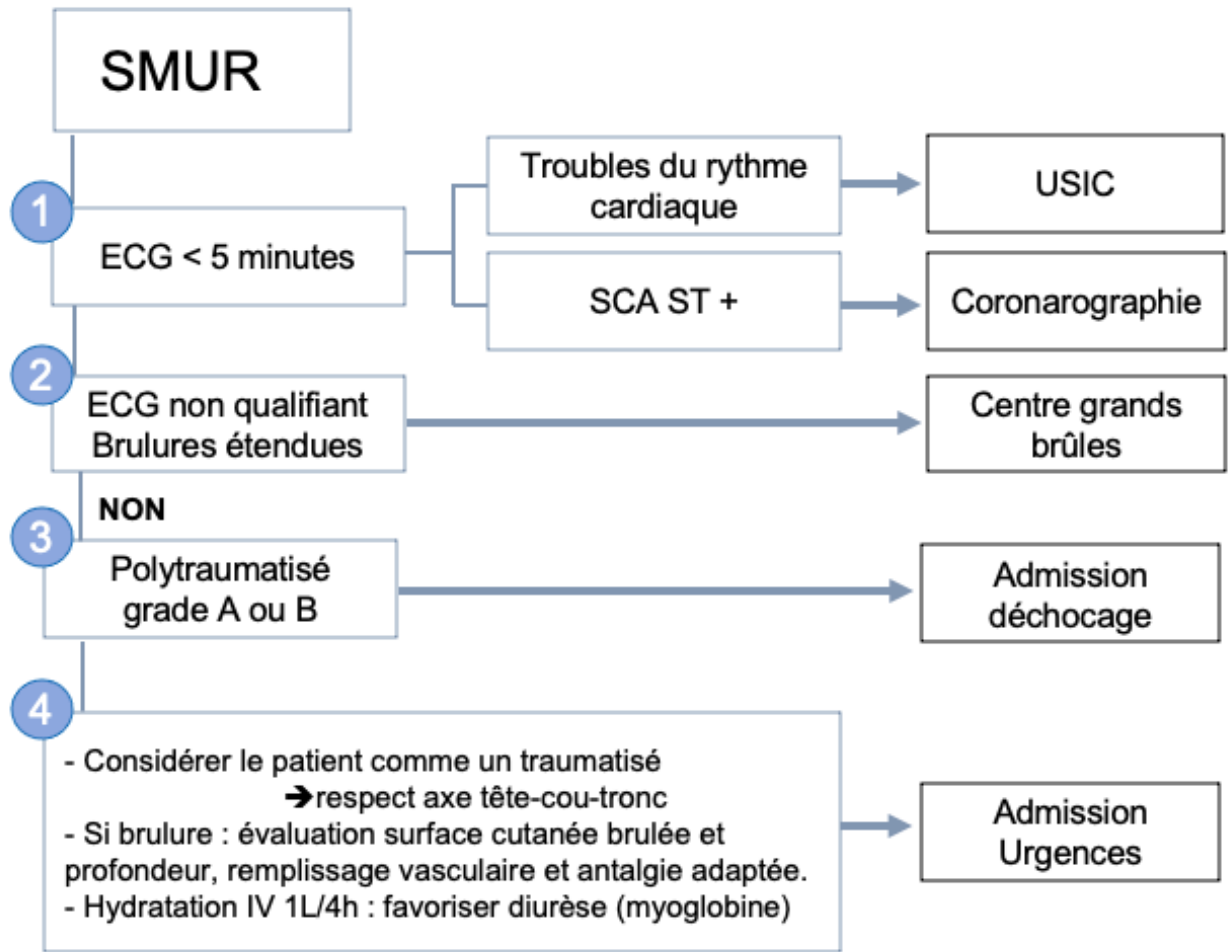 SMUR
1
ECG < 5 minutes
Troubles du rythme
cardiaque
USIC
SCA ST +
Coronarographie
2
ECG non qualifiant
Brulures étendues
Centre grands
brûles
NON
3
Polytraumatisé
grade A ou B
Admission
déchocage
4
- Considérer le patient comme un traumatisé
➔respect axe tête-cou-tronc
- Si brulure : évaluation surface cutanée brulée et
profondeur, remplissage vasculaire et antalgie adaptée.
- Hydratation IV 1L/4h : favoriser diurèse (myoglobine)
Admission
Urgences